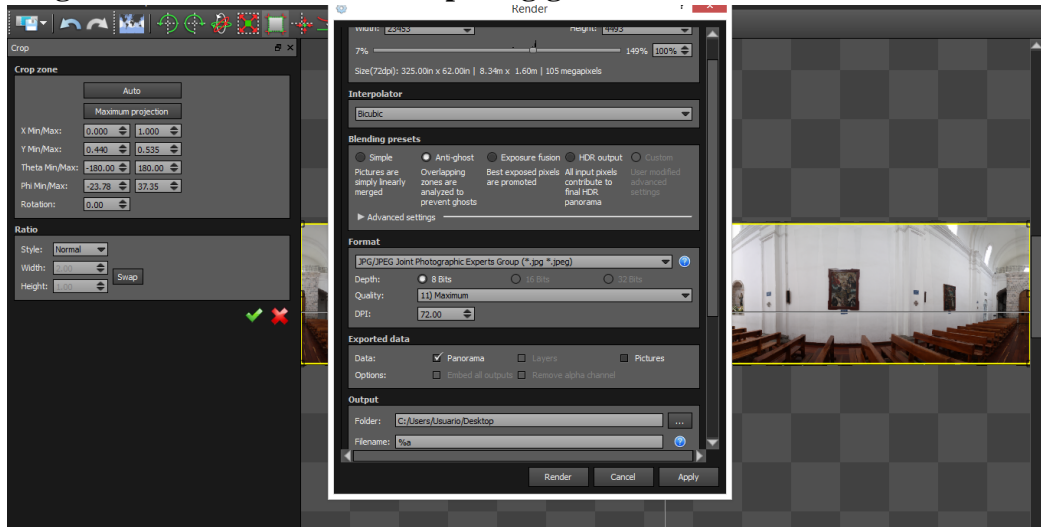 Render
Crop
Crop zone
Auto
Maximum projection
X Min/Max: 0.000 1.000
Y Min/Max: 0.440 0.535
Theta Min/Max: -180.00 180.00
Phi Min/Max: -23.78 37.35
Rotation: 0.00
Ratio
Style: Normal
Width: 2.00
Height: 1.00
Swap
Width: 23453 Height: 4493
7% 149% 100%
Size(72dpi): 325.00in x 62.00in | 8.34m x 1.60m | 105 megapixels
Interpolator
Bicubic
Blending presets
Simple Anti-ghost Exposure fusion HDR output Custom
Pictures are simply linearly merged
Overlapping zones are analyzed to prevent ghosts
Best exposed pixels are promoted
All input pixels contribute to final HDR panorama
User modified advanced settings
Advanced settings
Format
JPG/JPEG Joint Photographic Experts Group (*.jpg *.jpeg)
Depth: 8 Bits 16 Bits 32 Bits
Quality: 11) Maximum
DPI: 72.00
Exported data
Data: Panorama Layers Pictures
Options: Embed all outputs Remove alpha channel
Output
Folder: C:/Users/Usuario/Desktop ...
Filename: %a
Render Cancel Apply